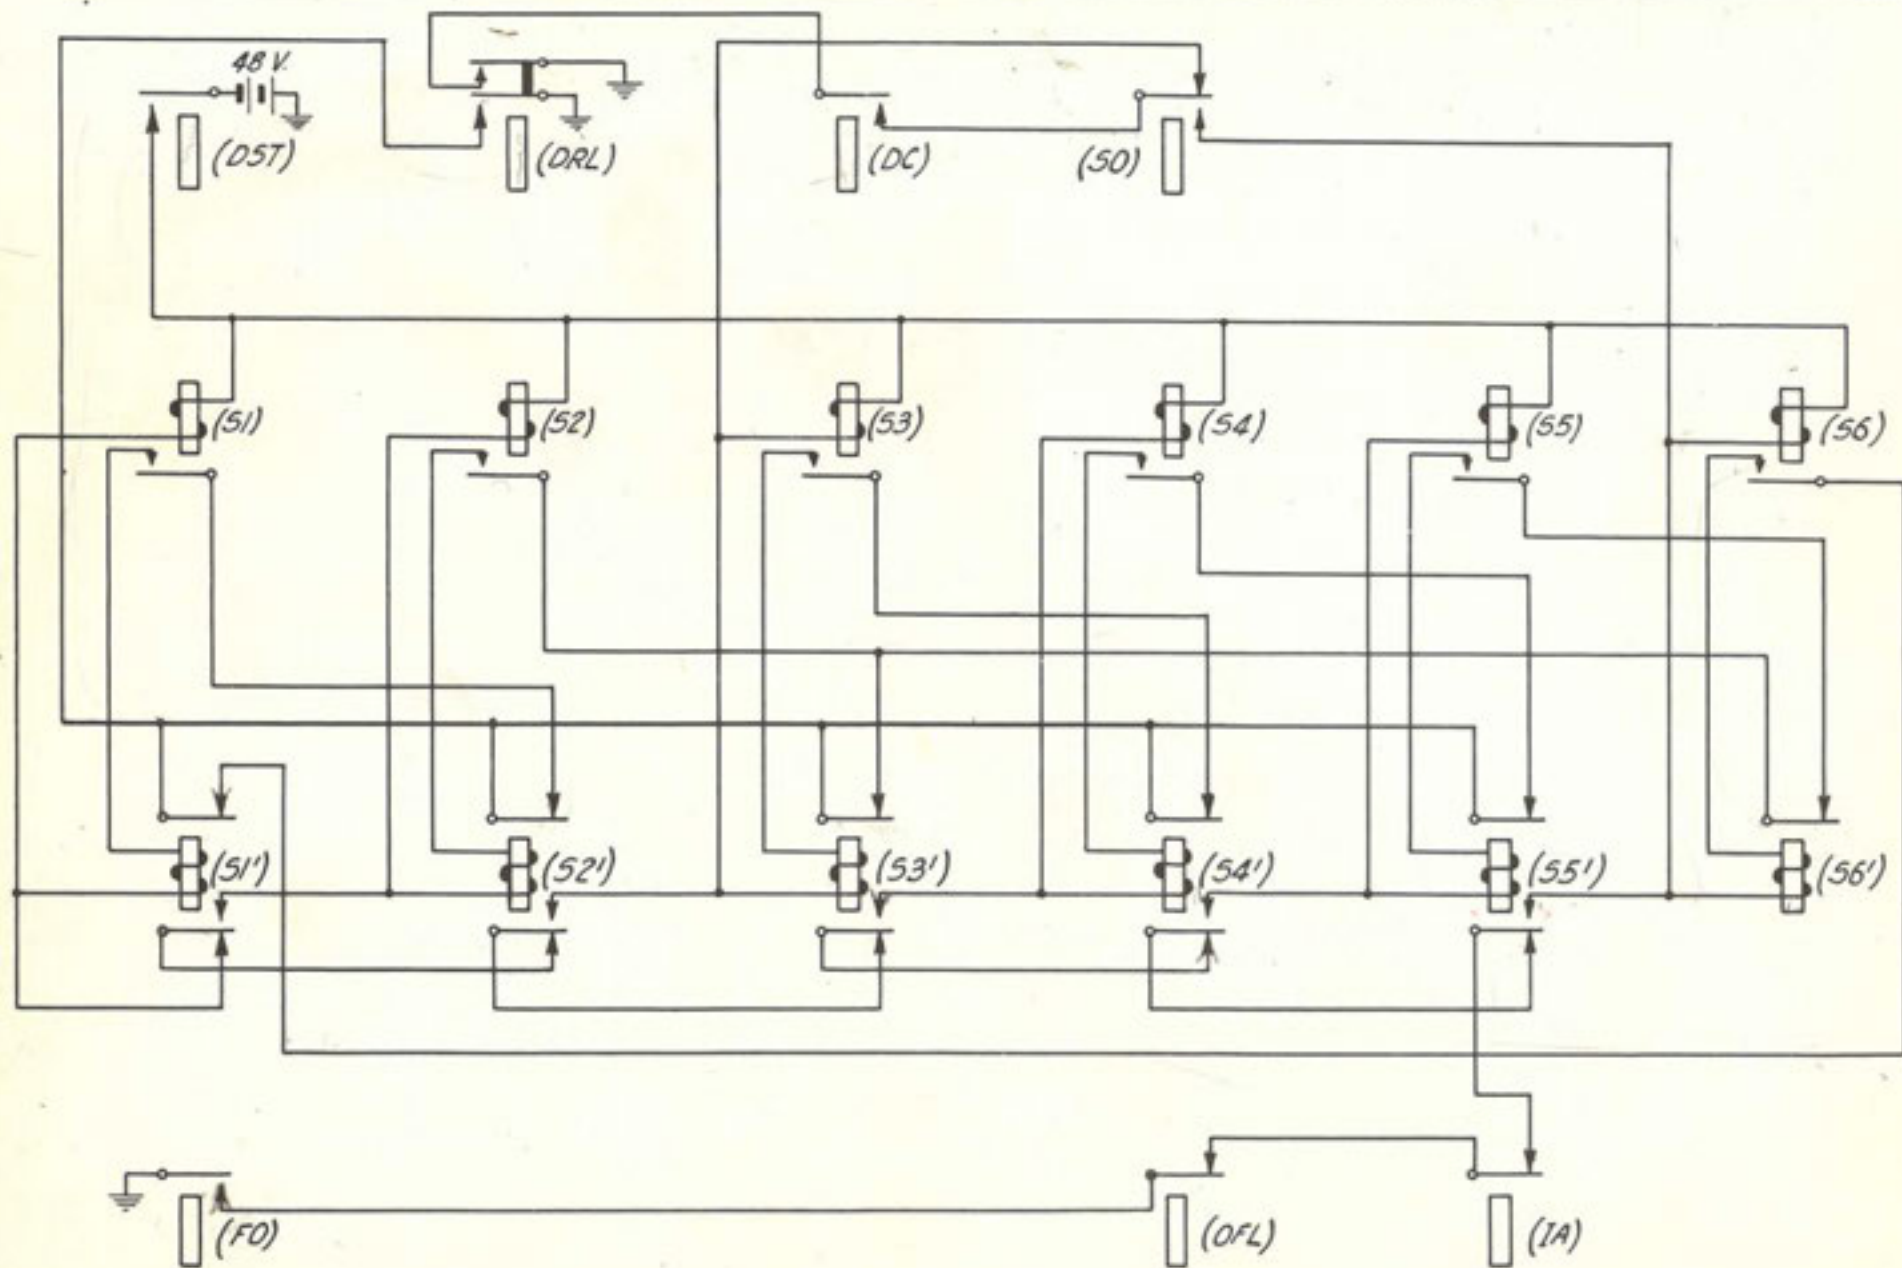 48 V.
(DST)
(DRL)
(DC)
(SO)
(S1)
(S2)
(S3)
(S4)
(S5)
(S6)
(S1')
(S2')
(S3')
(S4')
(S5')
(S6')
(FO)
(OFL)
(IA)